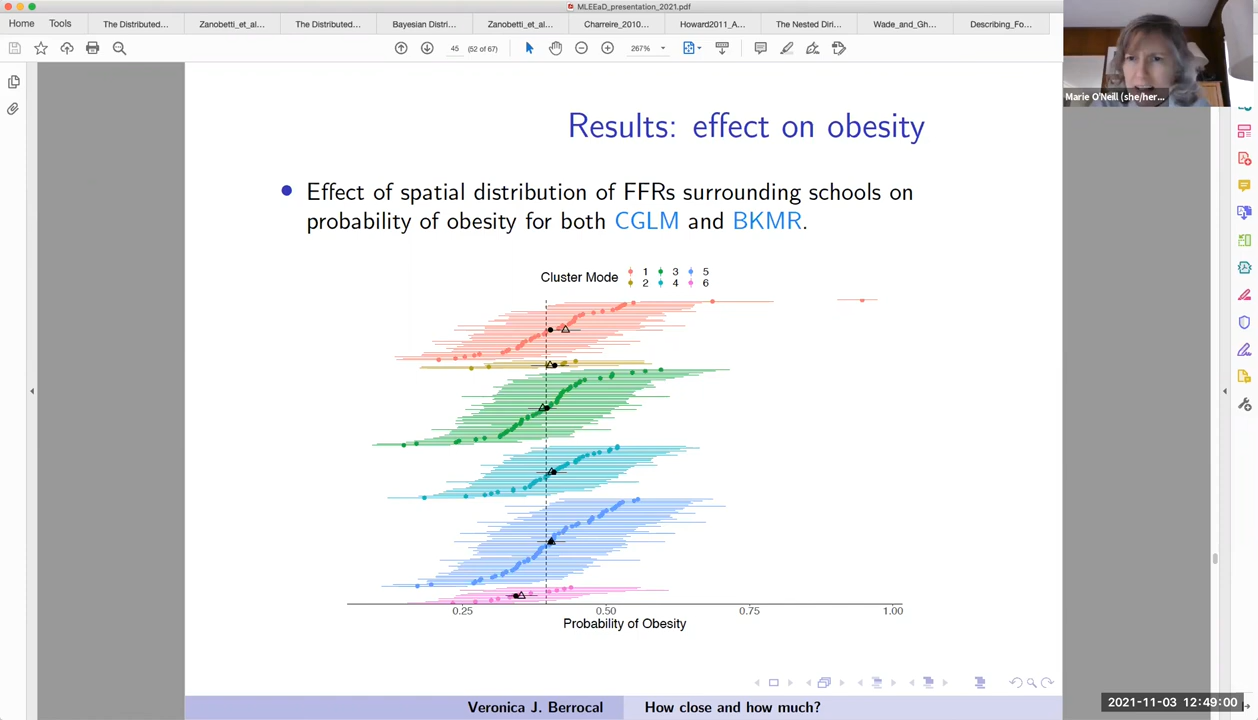 MLEEaD_presentation_2021.pdf
Home Tools The Distributed... Zanobetti_et_al... The Distributed... Bayesian Distri... Zanobetti_et_al... Charreire_2010... Howard2011_A... The Nested Diri... Wade_and_Gh... Describing_Fo...
45 (52 of 67) 267%
Marie O'Neill (she/her...
Results: effect on obesity
Effect of spatial distribution of FFRs surrounding schools on
probability of obesity for both CGLM and BKMR.
Cluster Mode 1 3 5
2 4 6
0.25 0.50 0.75 1.00
Probability of Obesity
Veronica J. Berrocal How close and how much?
2021-11-03 12:49:00